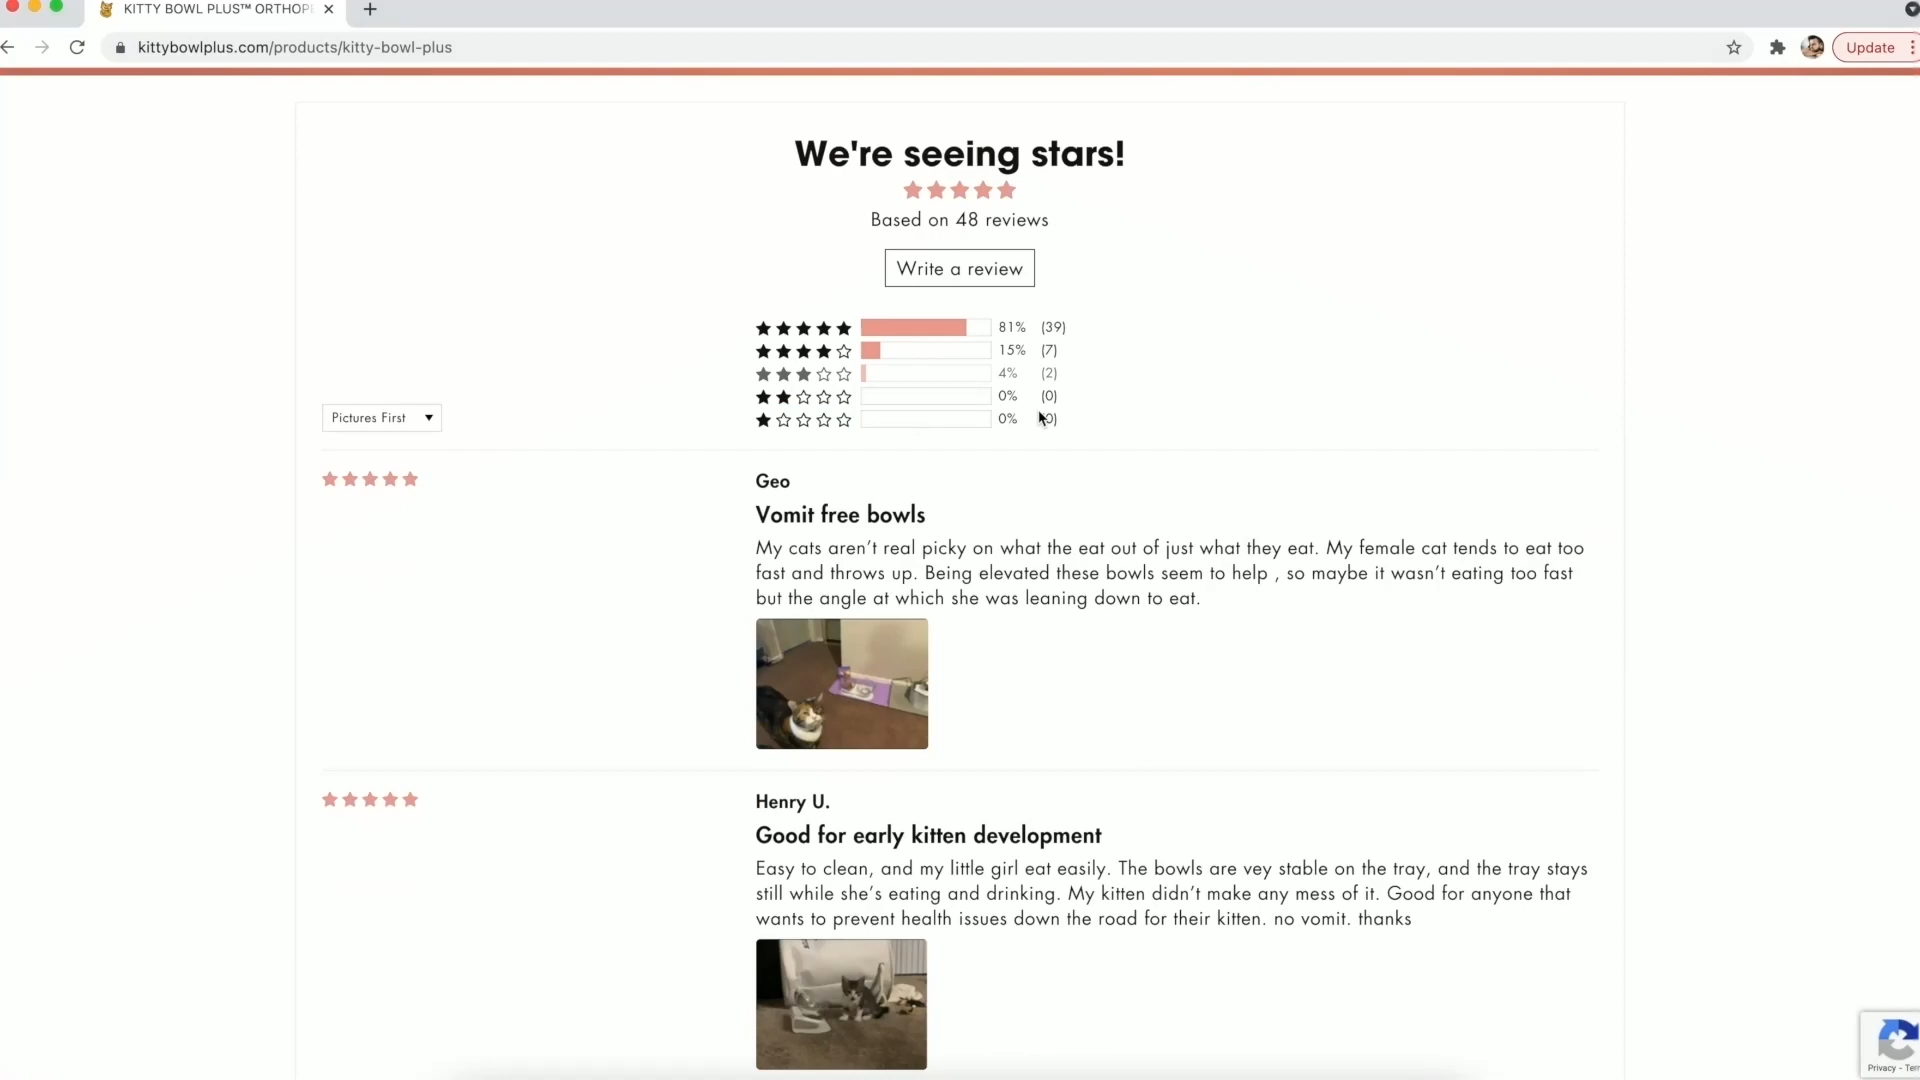 KITTY BOWL PLUS™ ORTHOP
kittybowlplus.com/products/kitty-bowl-plus
Update
We're seeing stars!
Based on 48 reviews
Write a review
81% (39)
15% (7)
4% (2)
0% (0)
0% 0)
Pictures First
Geo
Vomit free bowls
My cats aren't real picky on what the eat out of just what they eat. My female cat tends to eat too
fast and throws up. Being elevated these bowls seem to help , so maybe it wasn't eating too fast
but the angle at which she was leaning down to eat.
Henry U.
Good for early kitten development
Easy to clean, and my little girl eat easily. The bowls are vey stable on the tray, and the tray stays
still while she's eating and drinking. My kitten didn't make any mess of it. Good for anyone that
wants to prevent health issues down the road for their kitten. no vomit. thanks
Privacy - Terr